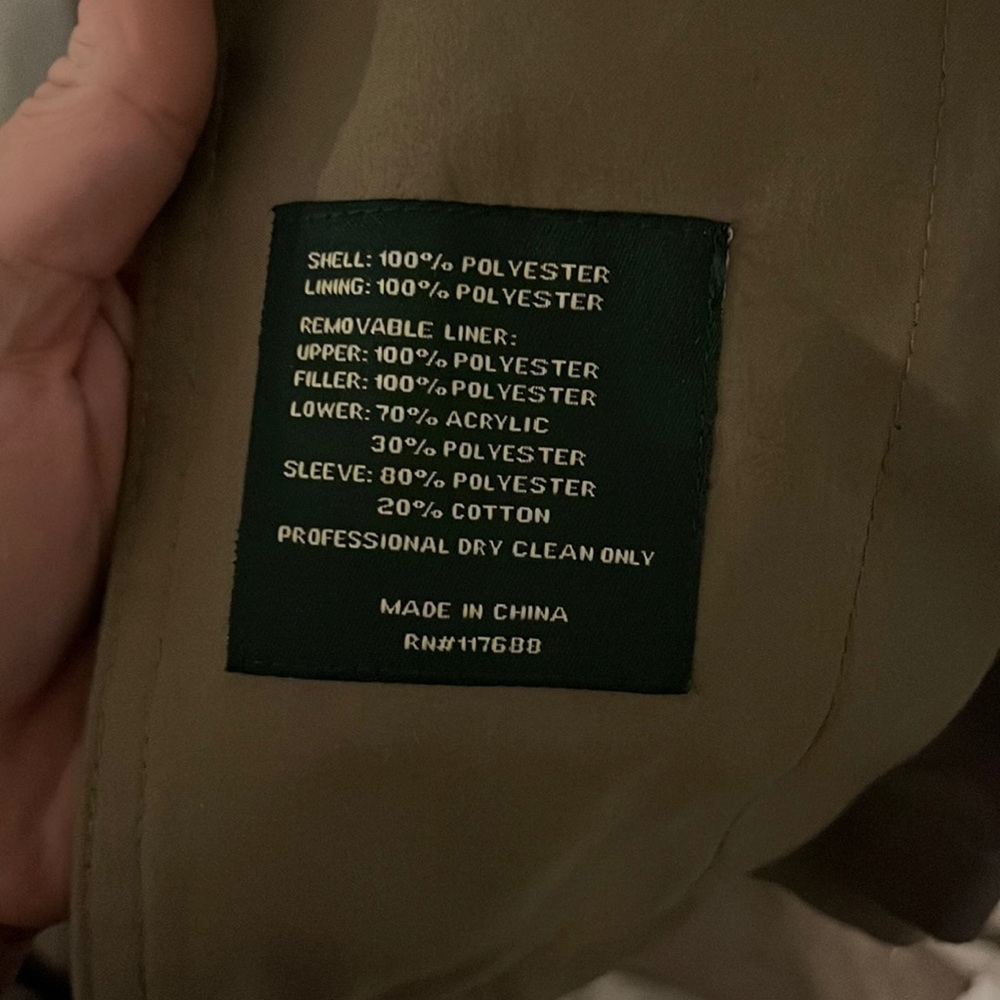 SHELL: 100% POLYESTER
LINING: 100% POLYESTER
REMOVABLE LINER:
UPPER: 100% POLYESTER
FILLER: 100% POLYESTER
LOWER: 70% ACRYLIC
30% POLYESTER
SLEEVE: 80% POLYESTER
20% COTTON
PROFESSIONAL DRY CLEAN ONLY
MADE IN CHINA
RN#117688